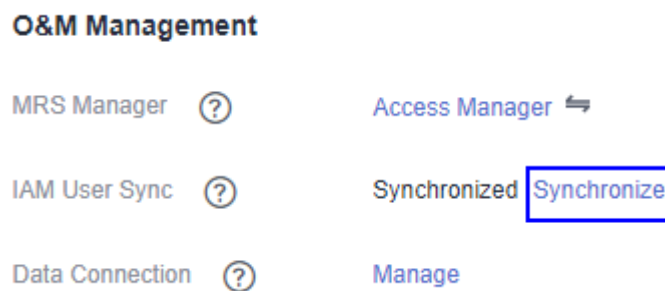 O&M Management
MRS Manager ? Access Manager
IAM User Sync ? Synchronized Synchronize
Data Connection ? Manage